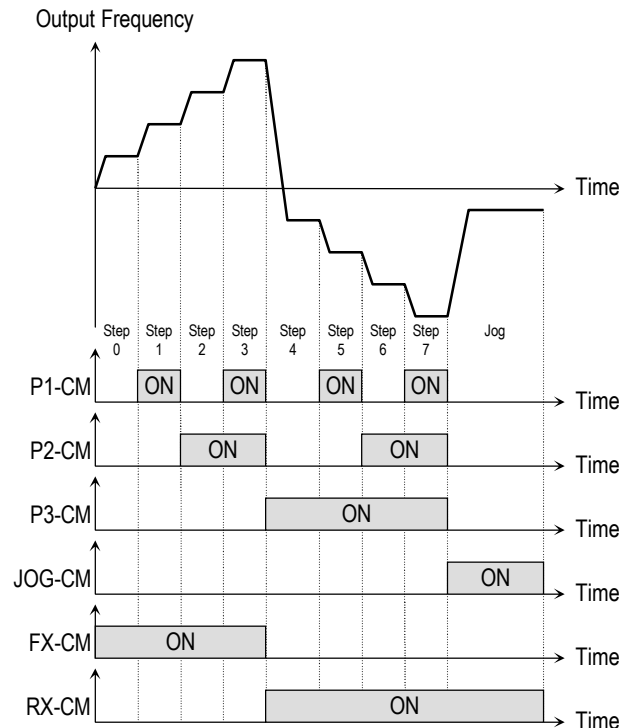 Output Frequency
Time
Step 0
Step 1
Step 2
Step 3
Step 4
Step 5
Step 6
Step 7
Jog
P1-CM
ON
ON
ON
ON
Time
P2-CM
ON
ON
Time
P3-CM
ON
Time
JOG-CM
ON
Time
FX-CM
ON
Time
RX-CM
ON
Time